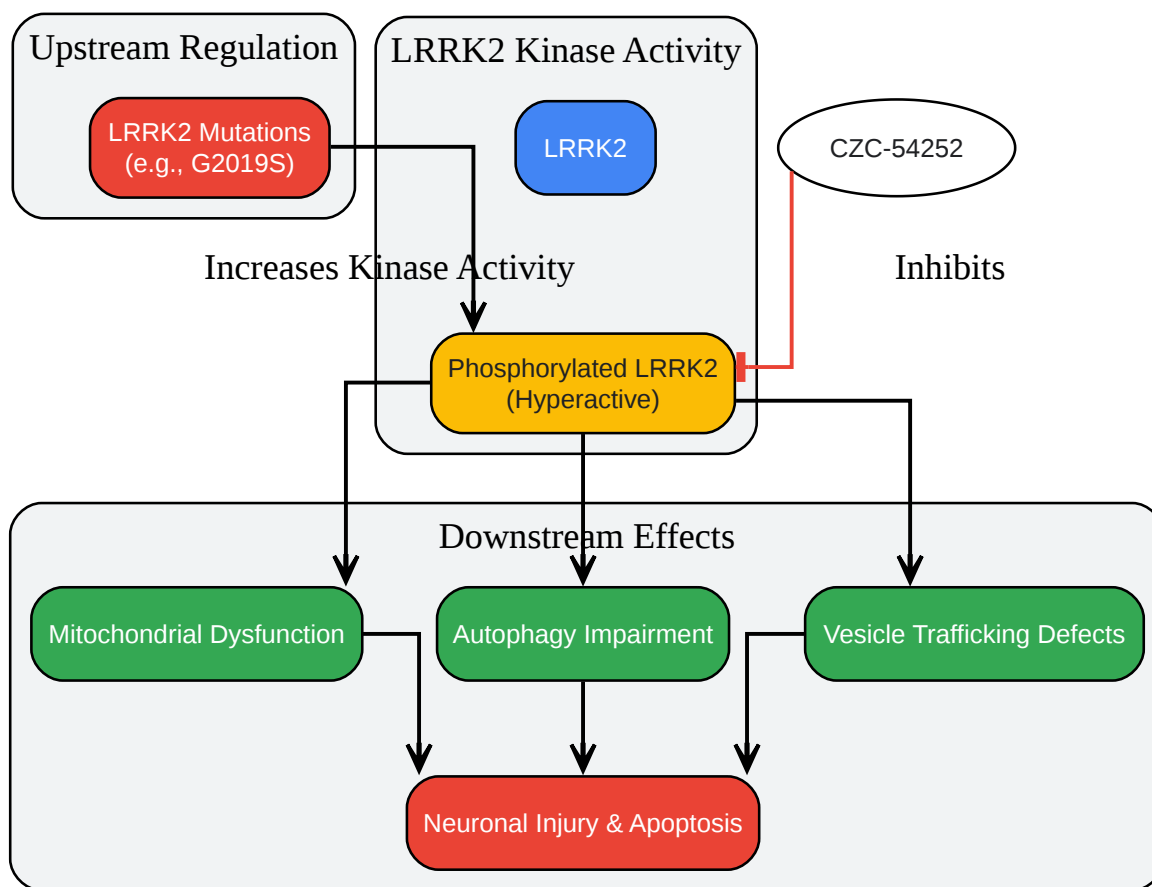 Upstream Regulation
LRRK2 Kinase Activity
LRRK2 Mutations
(e.g., G2019S)
LRRK2
CZC-54252
Increases Kinase Activity
Inhibits
Phosphorylated LRRK2
(Hyperactive)
Downstream Effects
Mitochondrial Dysfunction
Autophagy Impairment
Vesicle Trafficking Defects
Neuronal Injury & Apoptosis